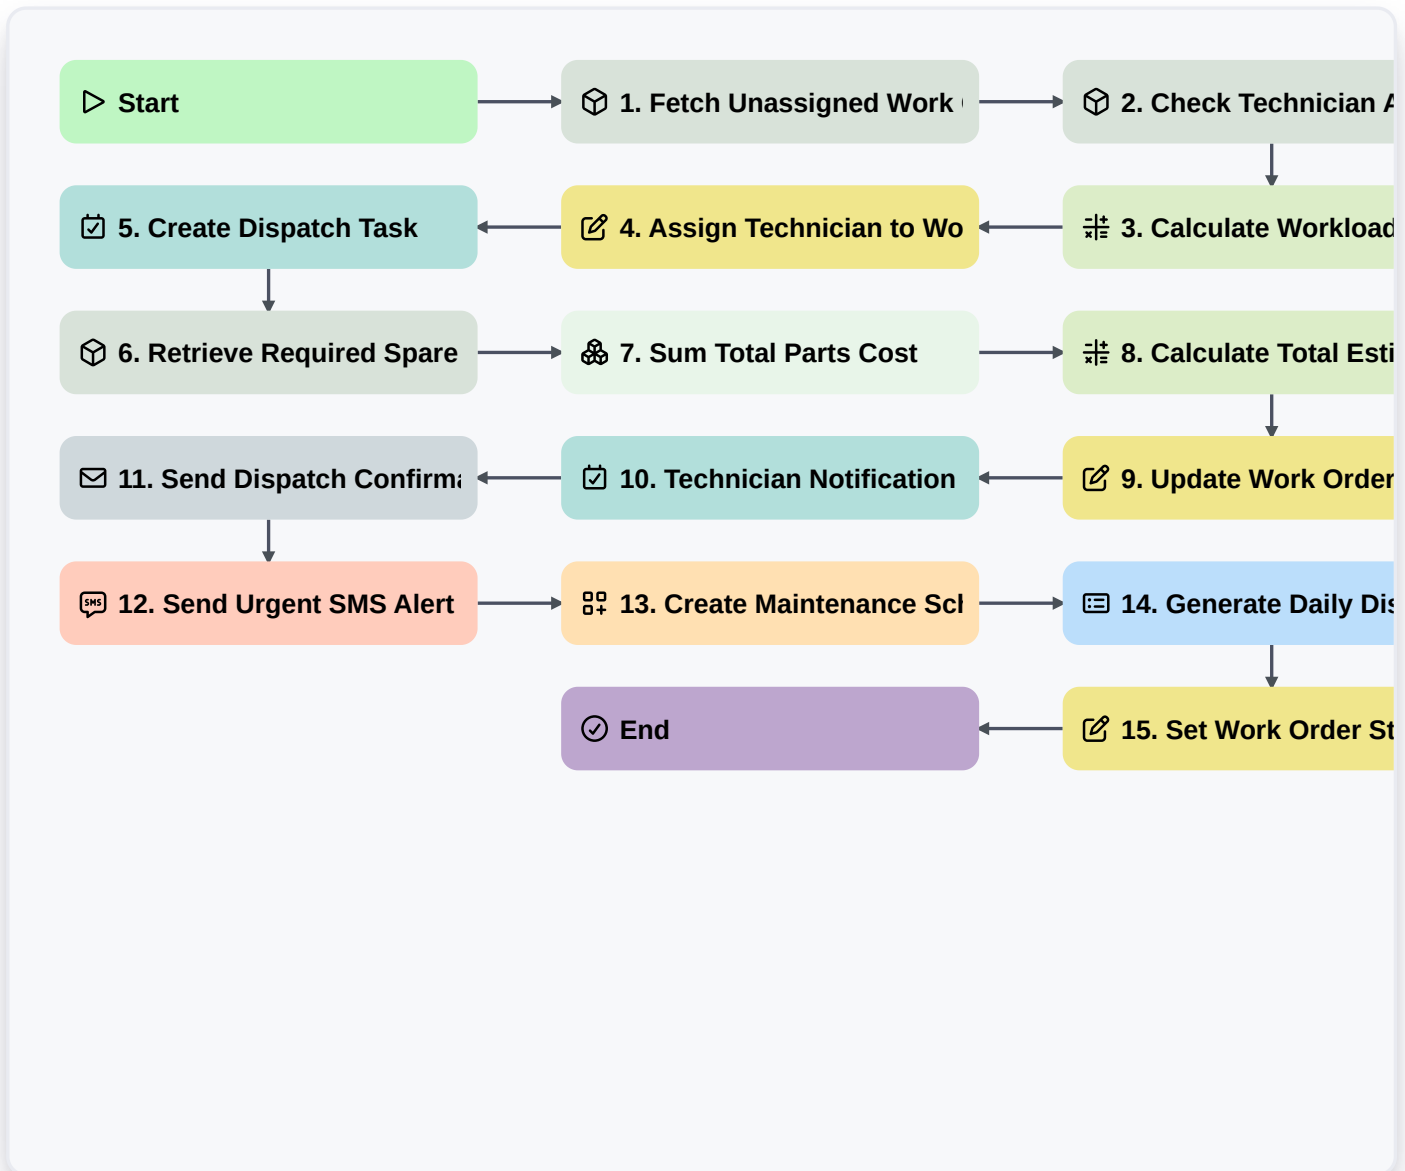 Start
1. Fetch Unassigned Work
2. Check Technician
5. Create Dispatch Task
4. Assign Technician to Wo
3. Calculate Workload
6. Retrieve Required Spare
7. Sum Total Parts Cost
8. Calculate Total Esti
11. Send Dispatch Confirma
10. Technician Notification
9. Update Work Order
12. Send Urgent SMS Alert
13. Create Maintenance Sch
14. Generate Daily Dis
End
15. Set Work Order St